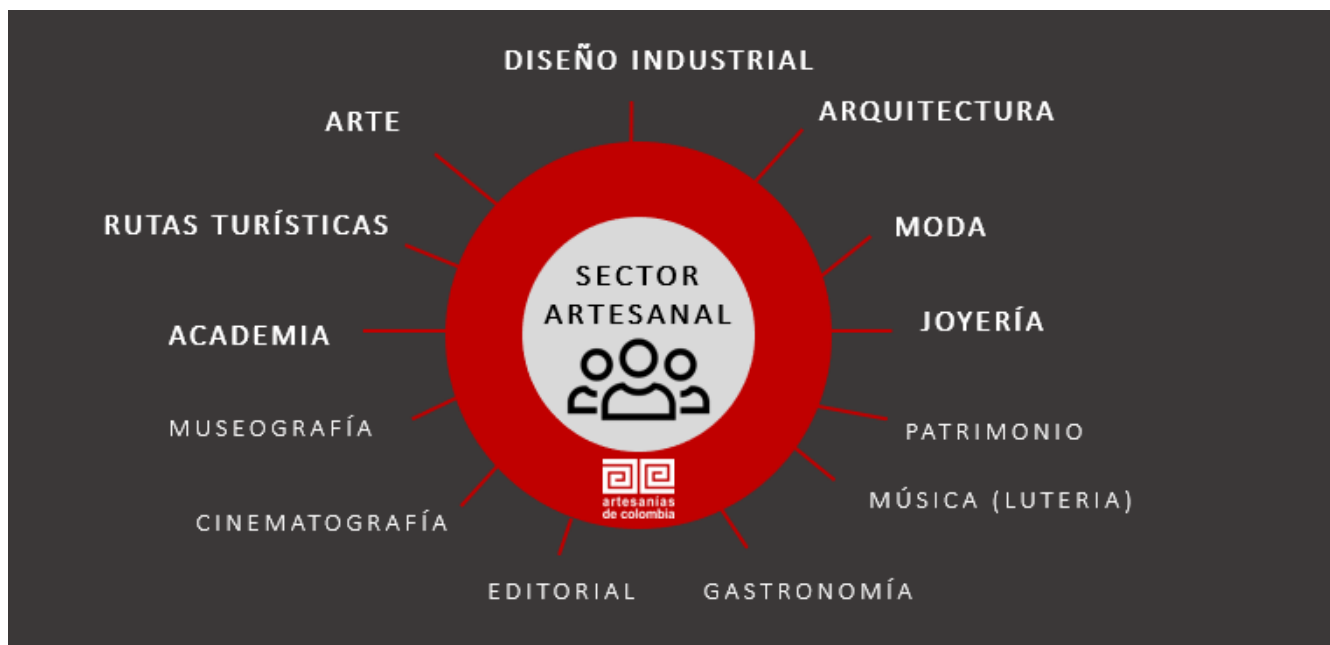 DISEÑO INDUSTRIAL
ARTE
ARQUITECTURA
RUTAS TURÍSTICAS
MODA
SECTOR
ARTESANAL
ACADEMIA
JOYERÍA
MUSEOGRAFÍA
PATRIMONIO
artesanías
de colombia
MÚSICA (LUTERIA)
CINEMATOGRAFÍA
EDITORIAL
GASTRONOMÍA